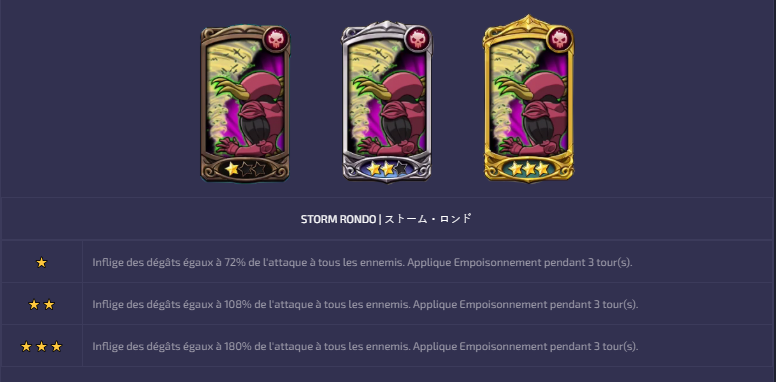 STORM RONDO | ストーム・ロンド
Inflige des dégâts égaux à 72% de l'attaque à tous les ennemis. Applique Empoisonnement pendant 3 tour(s).
Inflige des dégâts égaux à 108% de l'attaque à tous les ennemis. Applique Empoisonnement pendant 3 tour(s).
Inflige des dégâts égaux à 180% de l'attaque à tous les ennemis. Applique Empoisonnement pendant 3 tour(s).